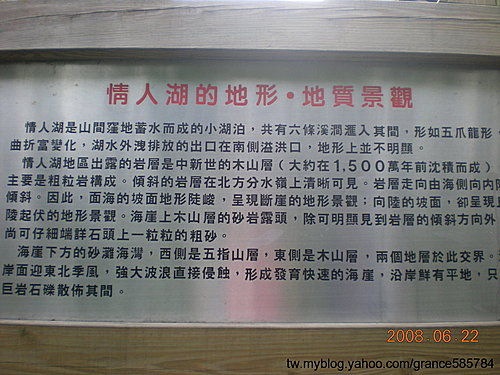 情人湖的地形•地質景觀
情人湖是山間窪地蓄水而成的小湖泊，共有六條溪澗滙入其間，形如五爪龍形，
曲折富變化，湖水外洩排放的出口在南側溢洪口，地形上並不明顯。
情人湖地區出露的岩層是中新世的木山層（大約在1,500萬年前沈積而成）
主要是粗粒岩構成。傾斜的岩層在北方分水嶺上清晰可見。岩層走向由海側向內陸
傾斜。因此，面海的坡面地形陡峻，呈現斷崖的地形景觀；向陸的坡面，卻呈現
陸起伏的地形景觀。海崖上木山層的砂岩露頭，除可明顯見到岩層的傾斜方向外，
尚可仔細端詳石頭上一粒粒的粗砂。
海崖下方的砂灘海灣，西側是五指山層，東側是木山層，兩個地層於此交界。
岸面迎東北季風，強大波浪直接侵蝕，形成發育快速的海崖，沿岸鮮有平地，只
巨岩石礫散佈其間。
2008.06.22
tw.myblog.yahoo.com/grance585784